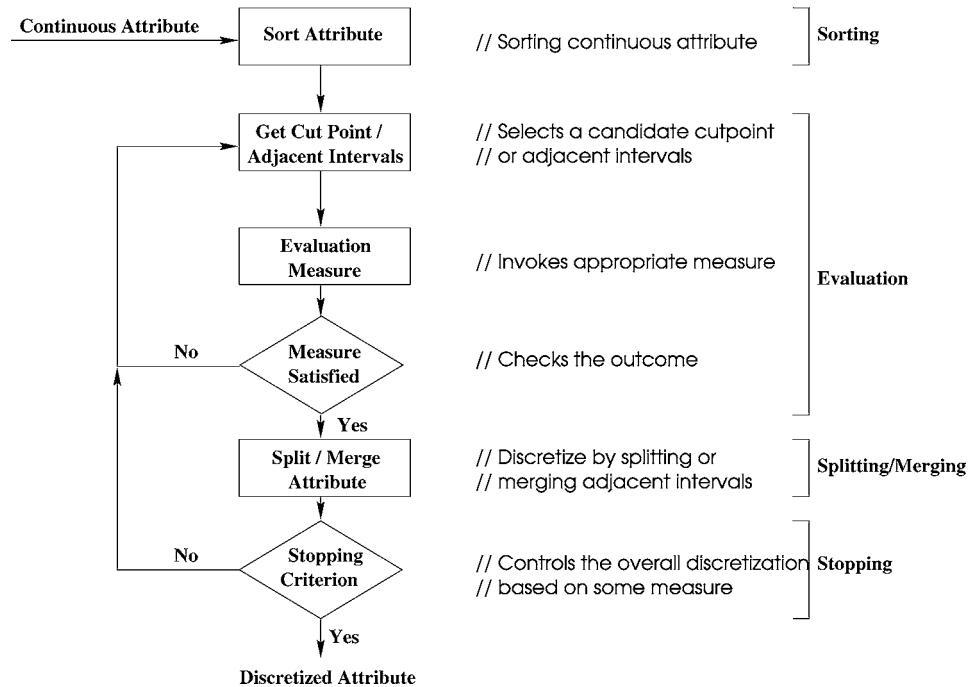 Continuous Attribute
Sort Attribute
// Sorting continuous attribute
Sorting
Get Cut Point /
Adjacent Intervals
// Selects a candidate cutpoint
// or adjacent intervals
Evaluation
Measure
// Invokes appropriate measure
Evaluation
No
Measure
Satisfied
// Checks the outcome
Yes
Split / Merge
Attribute
// Discretize by splitting or
// merging adjacent intervals
Splitting/Merging
No
Stopping
Criterion
// Controls the overall discretization
// based on some measure
Stopping
Yes
Discretized Attribute